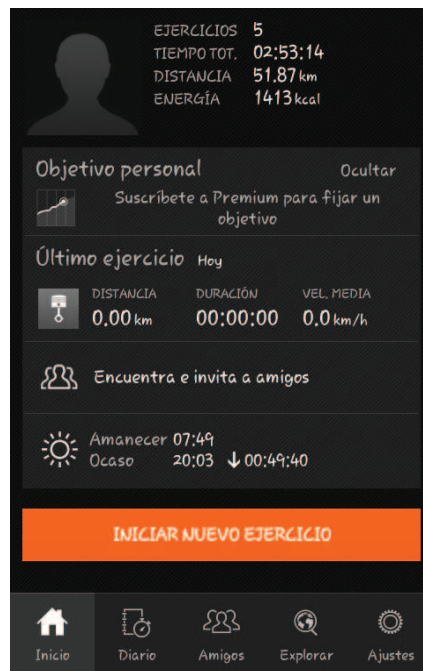 EJERCICIOS 5
TIEMPO TOT. 02:53:14
DISTANCIA 51.87 km
ENERGÍA 1413 kcal
Objetivo personal Ocultar
Suscríbete a Premium para fijar un
objetivo
Último ejercicio Hoy
DISTANCIA DURACIÓN VEL. MEDIA
0.00 km 00:00:00 0.0 km/h
Encuentra e invita a amigos
Amanecer 07:49
Ocaso 20:03 ↓00:49:40
INICIAR NUEVO EJERCICIO
Inicio Diario Amigos Explorar Ajustes